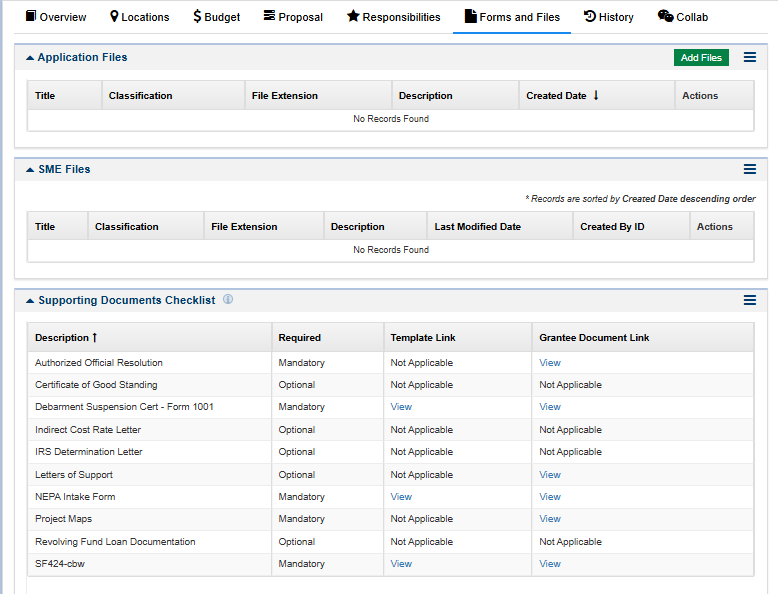 Overview Locations $ Budget Proposal Responsibilities Forms and Files History Collab
Application Files Add Files
Title Classification File Extension Description Created Date ↓ Actions
No Records Found
SME Files
* Records are sorted by Created Date descending order
Title Classification File Extension Description Last Modified Date Created By ID Actions
No Records Found
Supporting Documents Checklist
Description ↑ Required Template Link Grantee Document Link
Authorized Official Resolution Mandatory Not Applicable View
Certificate of Good Standing Optional Not Applicable Not Applicable
Debarment Suspension Cert - Form 1001 Mandatory View View
Indirect Cost Rate Letter Optional Not Applicable Not Applicable
IRS Determination Letter Optional Not Applicable Not Applicable
Letters of Support Optional Not Applicable View
NEPA Intake Form Mandatory View View
Project Maps Mandatory Not Applicable View
Revolving Fund Loan Documentation Optional Not Applicable Not Applicable
SF424-cbw Mandatory View View